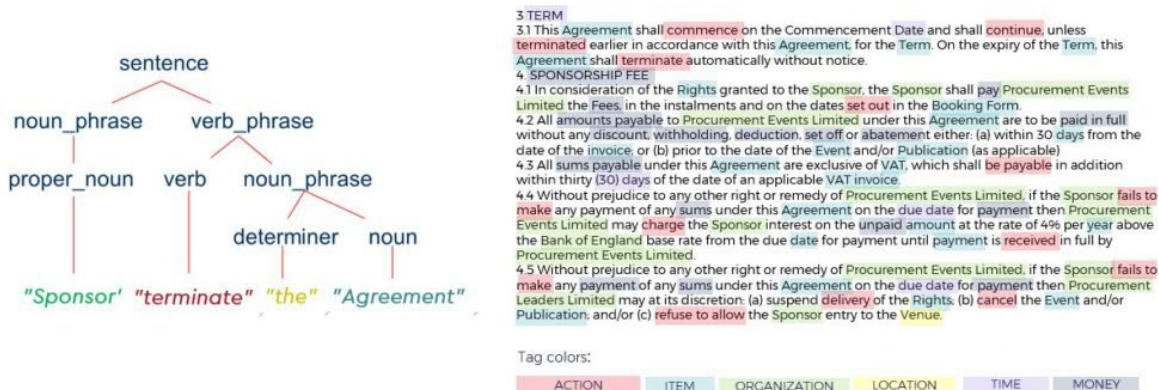 sentence
noun_phrase verb_phrase
proper_noun verb noun_phrase
determiner noun
"Sponsor' "terminate" "the" "Agreement"
3 TERM
3.1 This Agreement shall commence on the Commencement Date and shall continue, unless
terminated earlier in accordance with this Agreement, for the Term. On the expiry of the Term, this
Agreement shall terminate automatically without notice.
4. SPONSORSHIP FEE
4.1 In consideration of the Rights granted to the Sponsor, the Sponsor shall pay Procurement Events
Limited the Fees, in the instalments and on the dates set out in the Booking Form.
4.2 All amounts payable to Procurement Events Limited under this Agreement are to be paid in full
without any discount, withholding, deduction, set off or abatement either: (a) within 30 days from the
date of the invoice; or (b) prior to the date of the Event and/or Publication (as applicable)
4.3 All sums payable under this Agreement are exclusive of VAT, which shall be payable in addition
within thirty (30) days of the date of an applicable VAT invoice.
4.4 Without prejudice to any other right or remedy of Procurement Events Limited, if the Sponsor fails to
make any payment of any sums under this Agreement on the due date for payment then Procurement
Events Limited may charge the Sponsor interest on the unpaid amount at the rate of 4% per year above
the Bank of England base rate from the due date for payment until payment is received in full by
Procurement Events Limited.
4.5 Without prejudice to any other right or remedy of Procurement Events Limited, if the Sponsor fails to
make any payment of any sums under this Agreement on the due date for payment then Procurement
Leaders Limited may at its discretion: (a) suspend delivery of the Rights; (b) cancel the Event and/or
Publication; and/or (c) refuse to allow the Sponsor entry to the Venue.
Tag colors:
ACTION ITEM ORGANIZATION LOCATION TIME MONEY